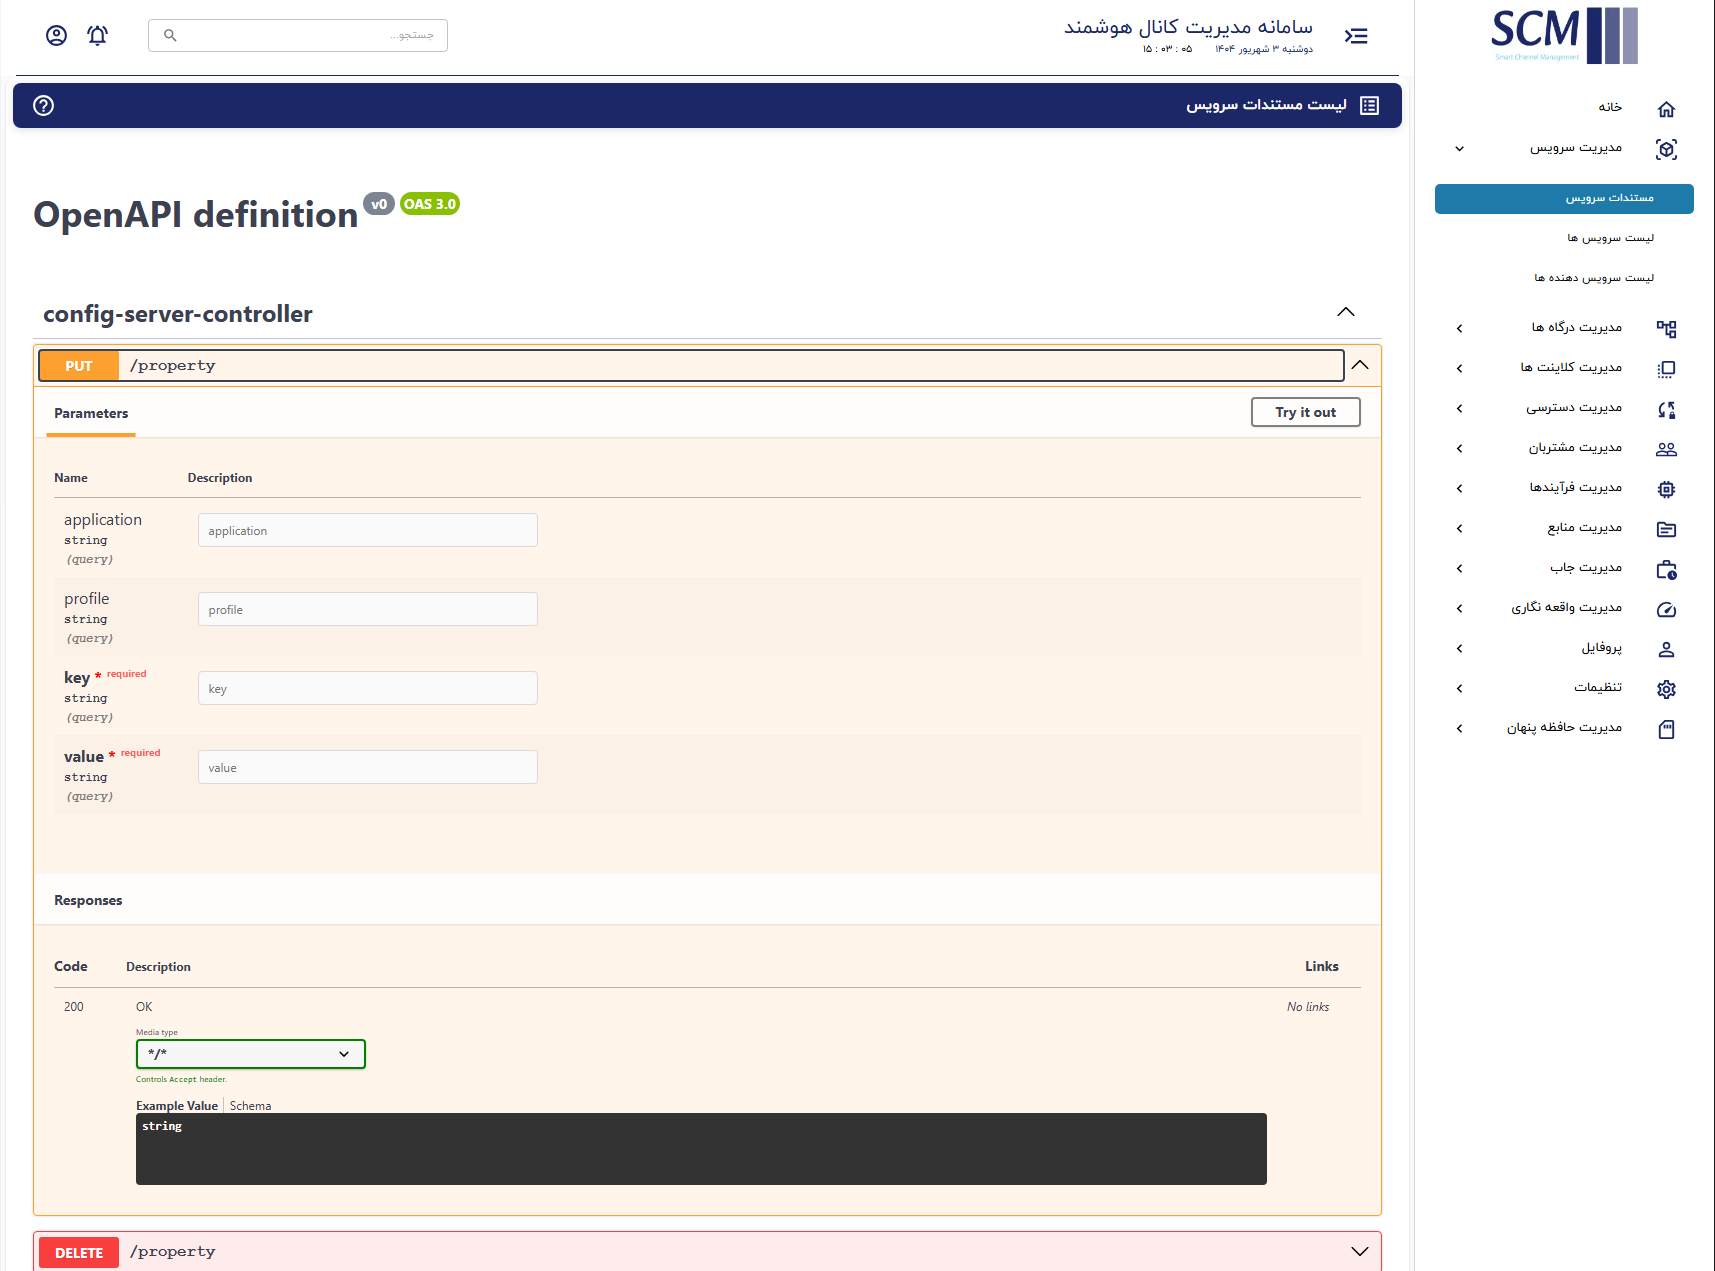 SCM
Smart Channel Management
سامانه مدیریت کانال هوشمند
دوشنبه ۳ شهریور ۱۴۰۴ ۰۵ : ۰۳ : ۱۵
جستجو...
لیست مستندات سرویس
خانه
مدیریت سرویس
مستندات سرویس
لیست سرویس ها
لیست سرویس دهنده ها
مدیریت درگاه ها
مدیریت کلاینت ها
مدیریت دسترسی
مدیریت مشتریان
مدیریت فرآیندها
مدیریت منابع
مدیریت جاب
مدیریت واقعه نگاری
پروفایل
تنظیمات
مدیریت حافظه پنهان
OpenAPI definition v0 OAS 3.0
config-server-controller
PUT /property
Parameters Try it out
Name Description
application
string
(query)
application
profile
string
(query)
profile
key * required
string
(query)
key
value * required
string
(query)
value
Responses
Code Description Links
200 OK No links
Media type
*/*
Controls Accept header.
Example Value Schema
string
DELETE /property